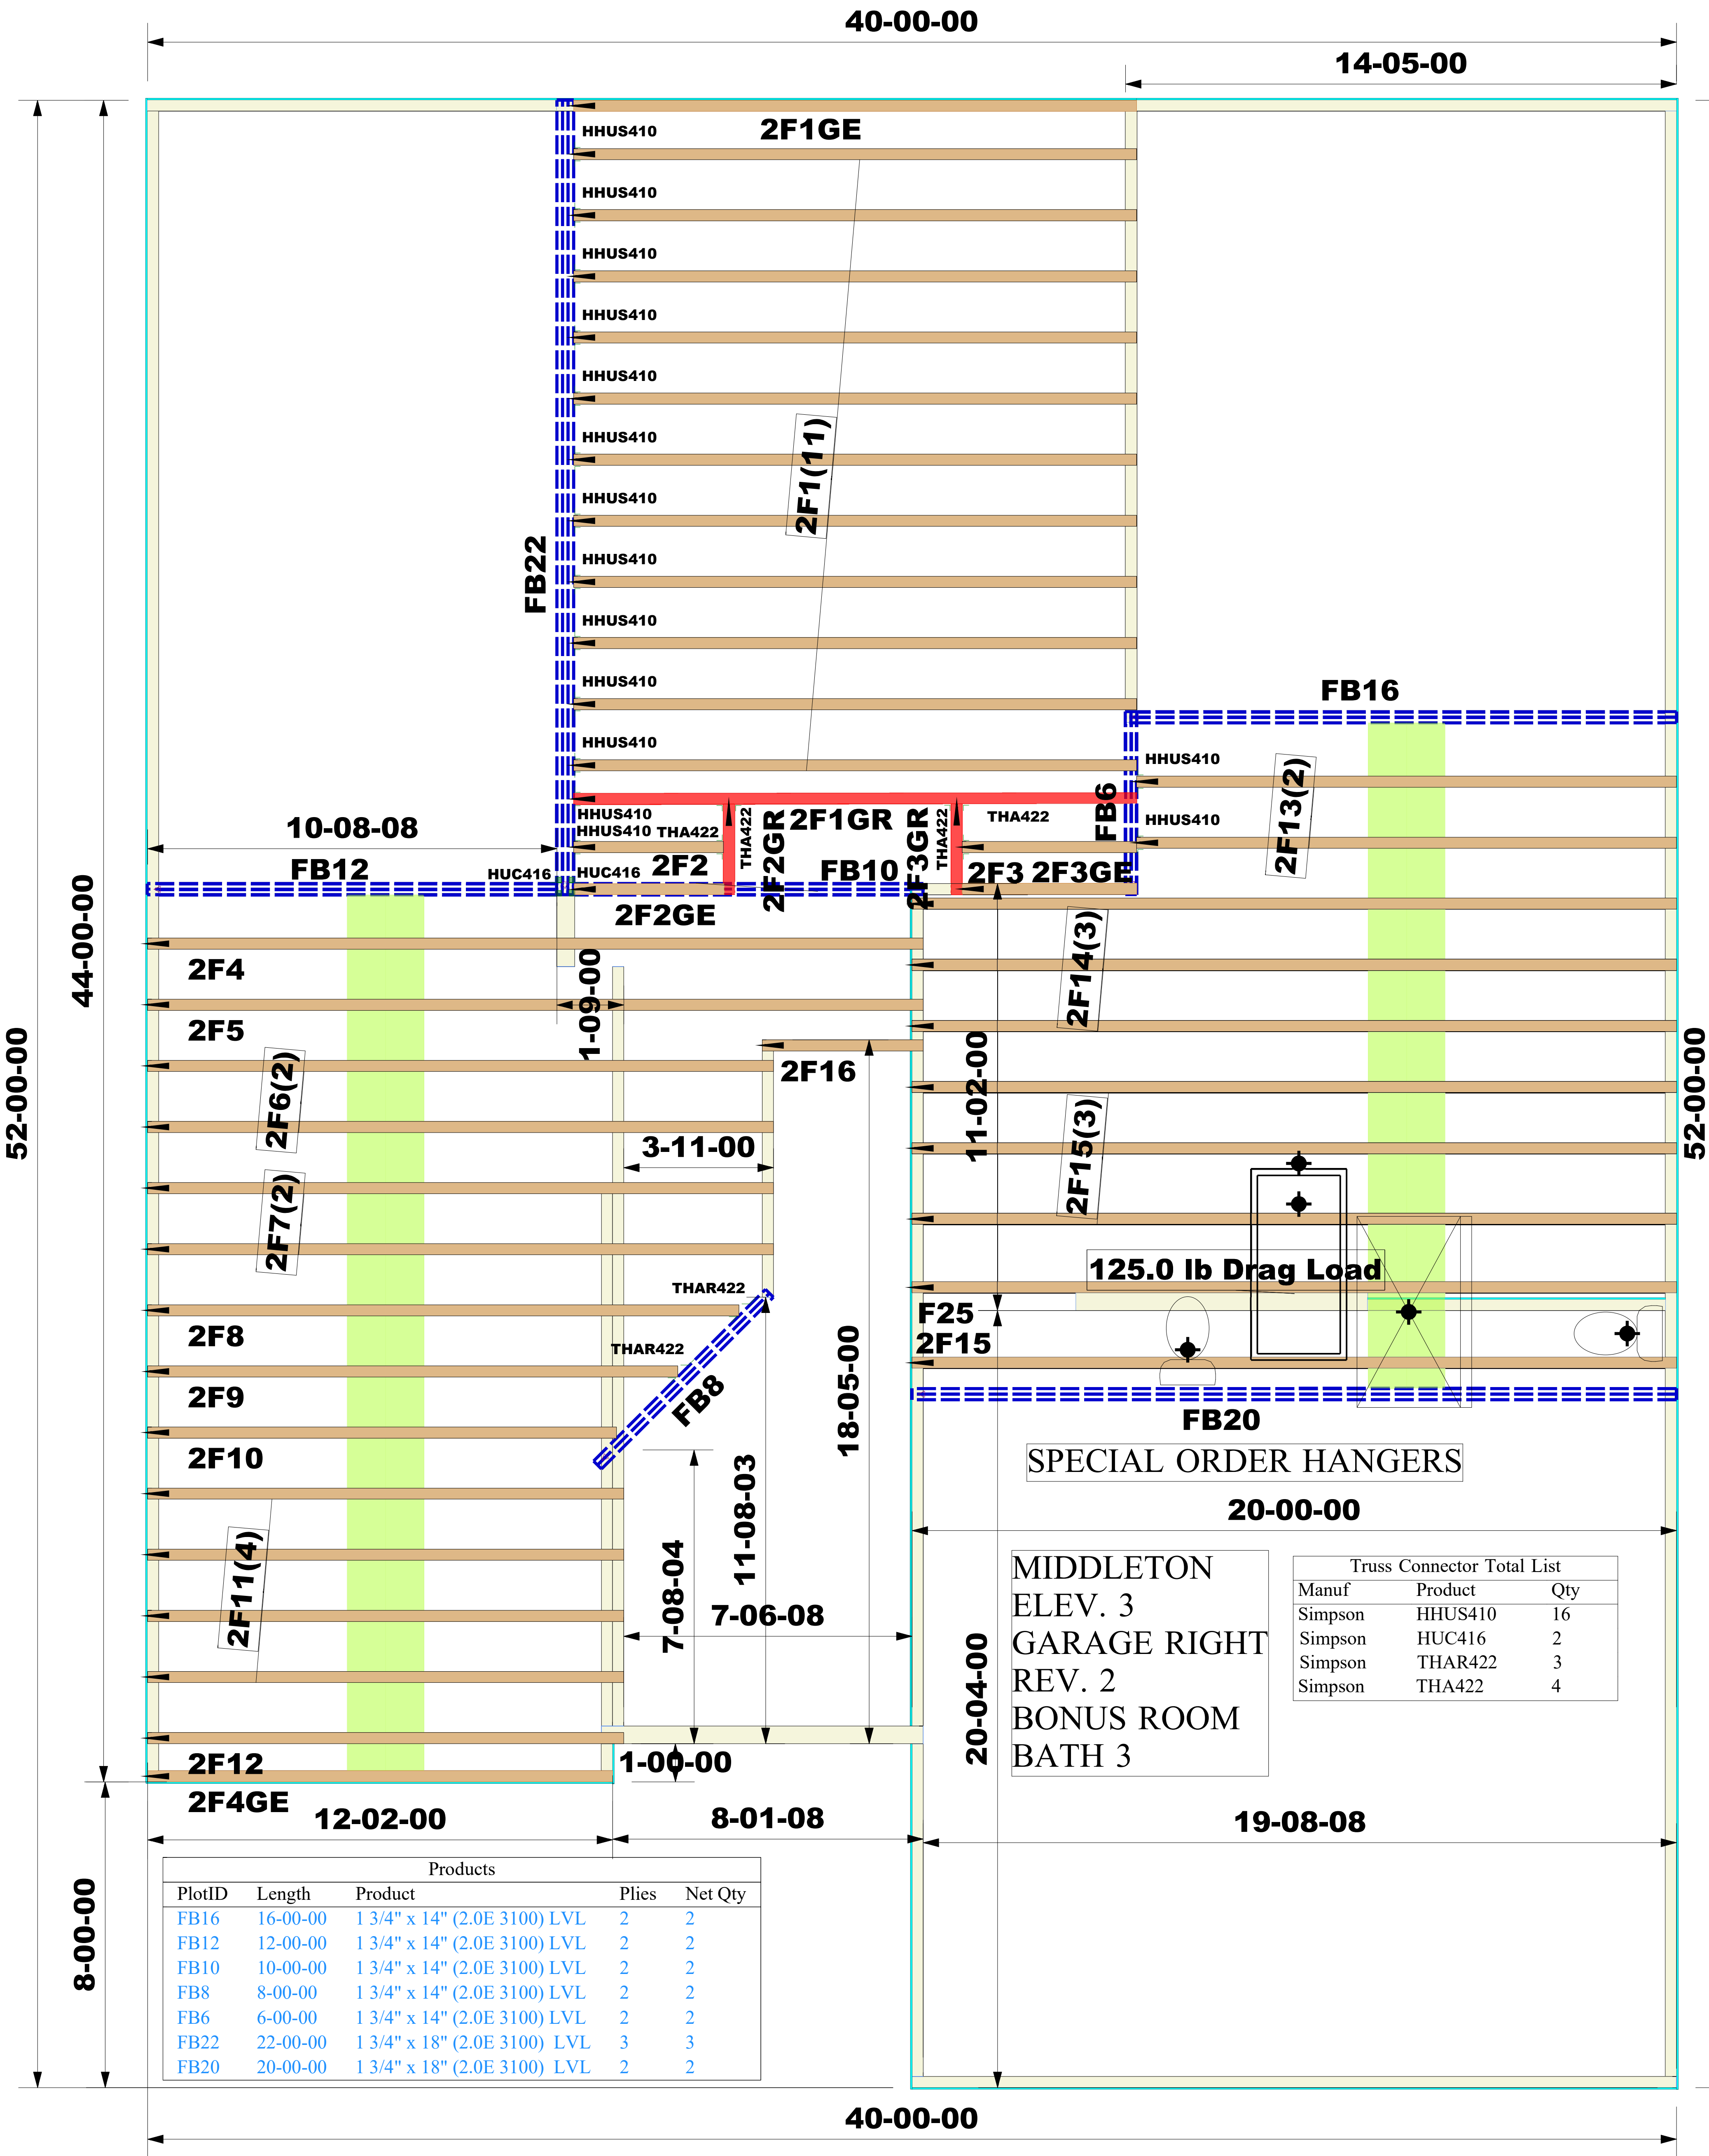 40-00-00
14-05-00
2F1GE
HHUS410
HHUS410
HHUS410
HHUS410
HHUS410
HHUS410
HHUS410
HHUS410
HHUS410
HHUS410
HHUS410
2F1(11)
FB22
FB16
HHUS410
HHUS410
2F13(2)
FB6
HHUS410
HHUS410
THA422
THA422
2F2GR
2F1GR
2F3GR
THA422
THA422
10-08-08
FB12
HUC416
HUC416
2F2
FB10
2F3
2F3GE
2F2GE
44-00-00
52-00-00
52-00-00
2F4
1-09-00
2F5
2F6(2)
2F16
2F14(3)
11-02-00
3-11-00
2F15(3)
2F7(2)
THAR422
125.0 lb Drag Load
F25
2F15
2F8
THAR422
2F9
FB8
18-05-00
FB20
2F10
SPECIAL ORDER HANGERS
11-08-03
20-00-00
2F11(4)
7-08-04
7-06-08
20-04-00
MIDDLETON
ELEV. 3
GARAGE RIGHT
REV. 2
BONUS ROOM
BATH 3
Truss Connector Total List
Manuf Product Qty
Simpson HHUS410 16
Simpson HUC416 2
Simpson THAR422 3
Simpson THA422 4
2F12
1-00-00
2F4GE
12-02-00
8-01-08
19-08-08
8-00-00
Products
PlotID Length Product Plies Net Qty
FB16 16-00-00 1 3/4" x 14" (2.0E 3100) LVL 2 2
FB12 12-00-00 1 3/4" x 14" (2.0E 3100) LVL 2 2
FB10 10-00-00 1 3/4" x 14" (2.0E 3100) LVL 2 2
FB8 8-00-00 1 3/4" x 14" (2.0E 3100) LVL 2 2
FB6 6-00-00 1 3/4" x 14" (2.0E 3100) LVL 2 2
FB22 22-00-00 1 3/4" x 18" (2.0E 3100) LVL 3 3
FB20 20-00-00 1 3/4" x 18" (2.0E 3100) LVL 2 2
40-00-00